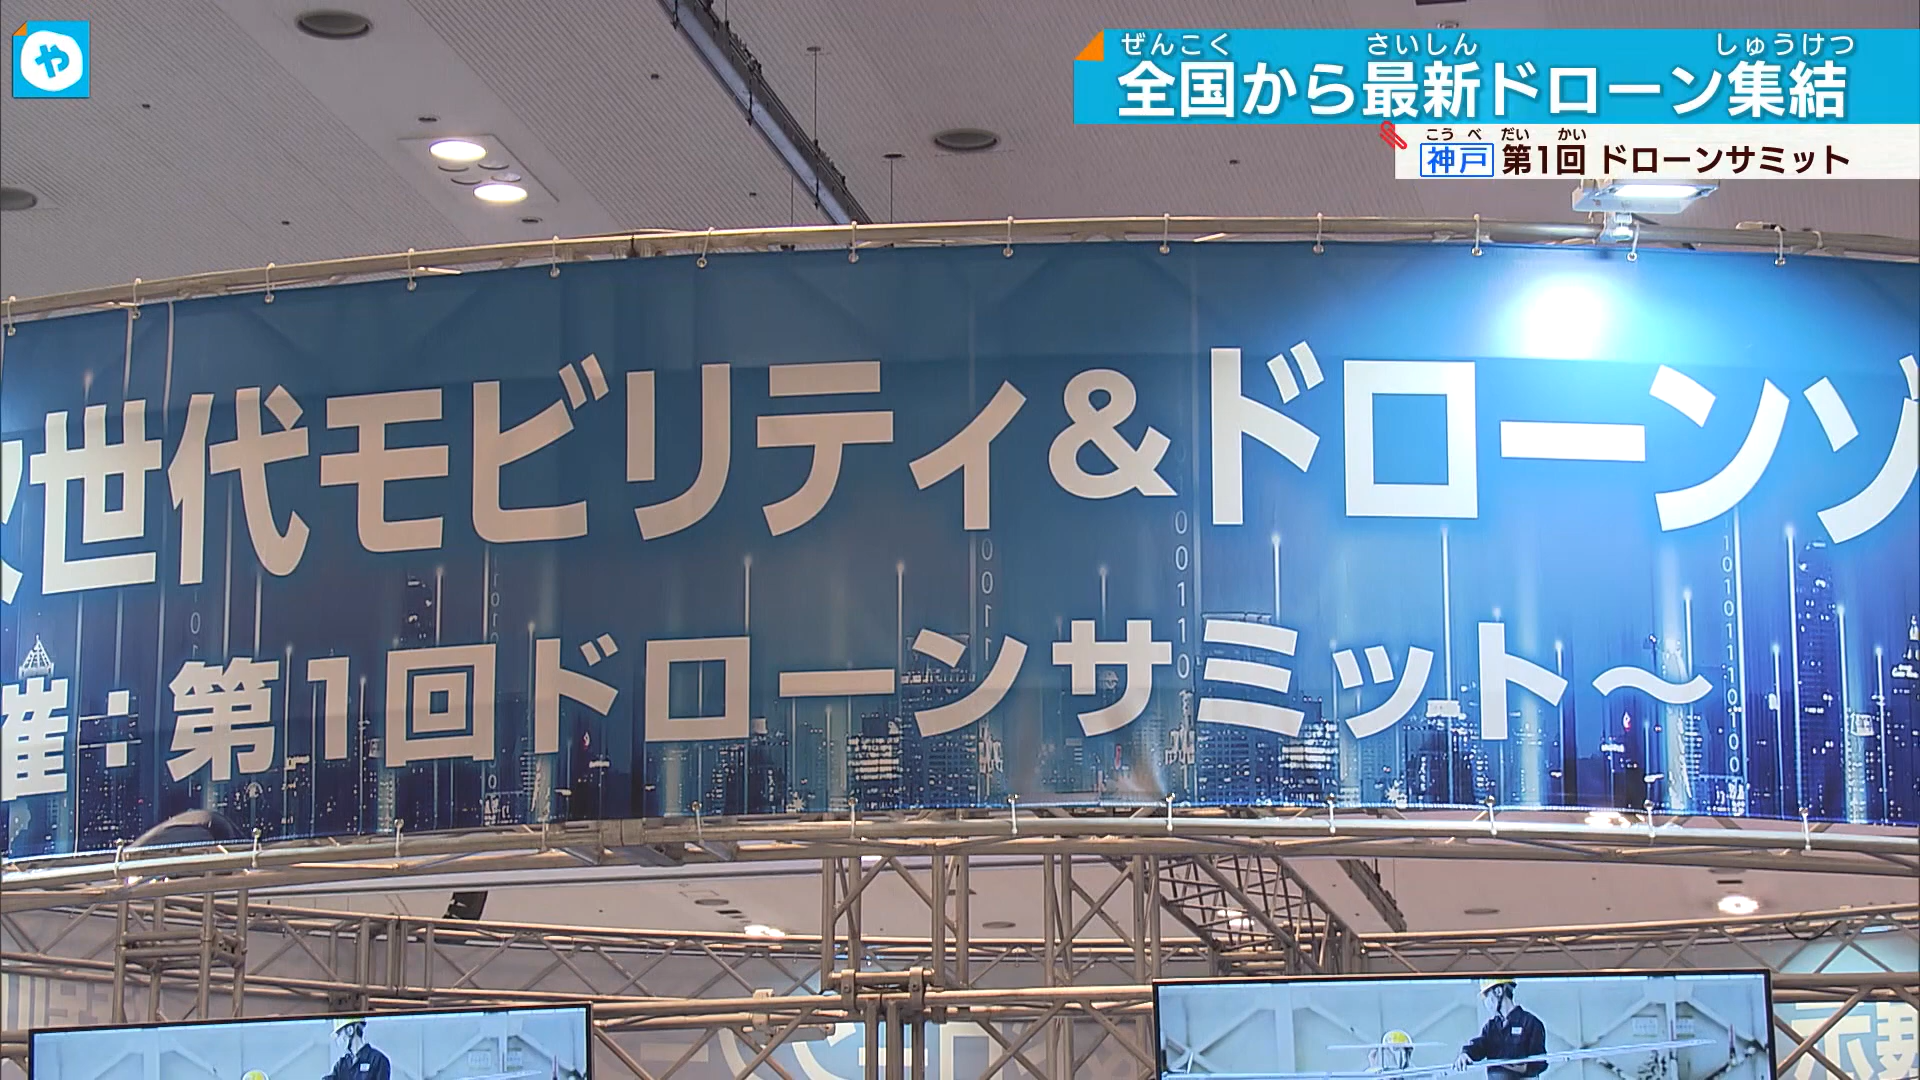 や
ぜんこく さいしん しゅうけつ
全国から最新ドローン集結
こうべ だい かい
神戸 第1回 ドローンサミット
世代モビリティ&ドローンゾ
催:第1回ドローンサミット～